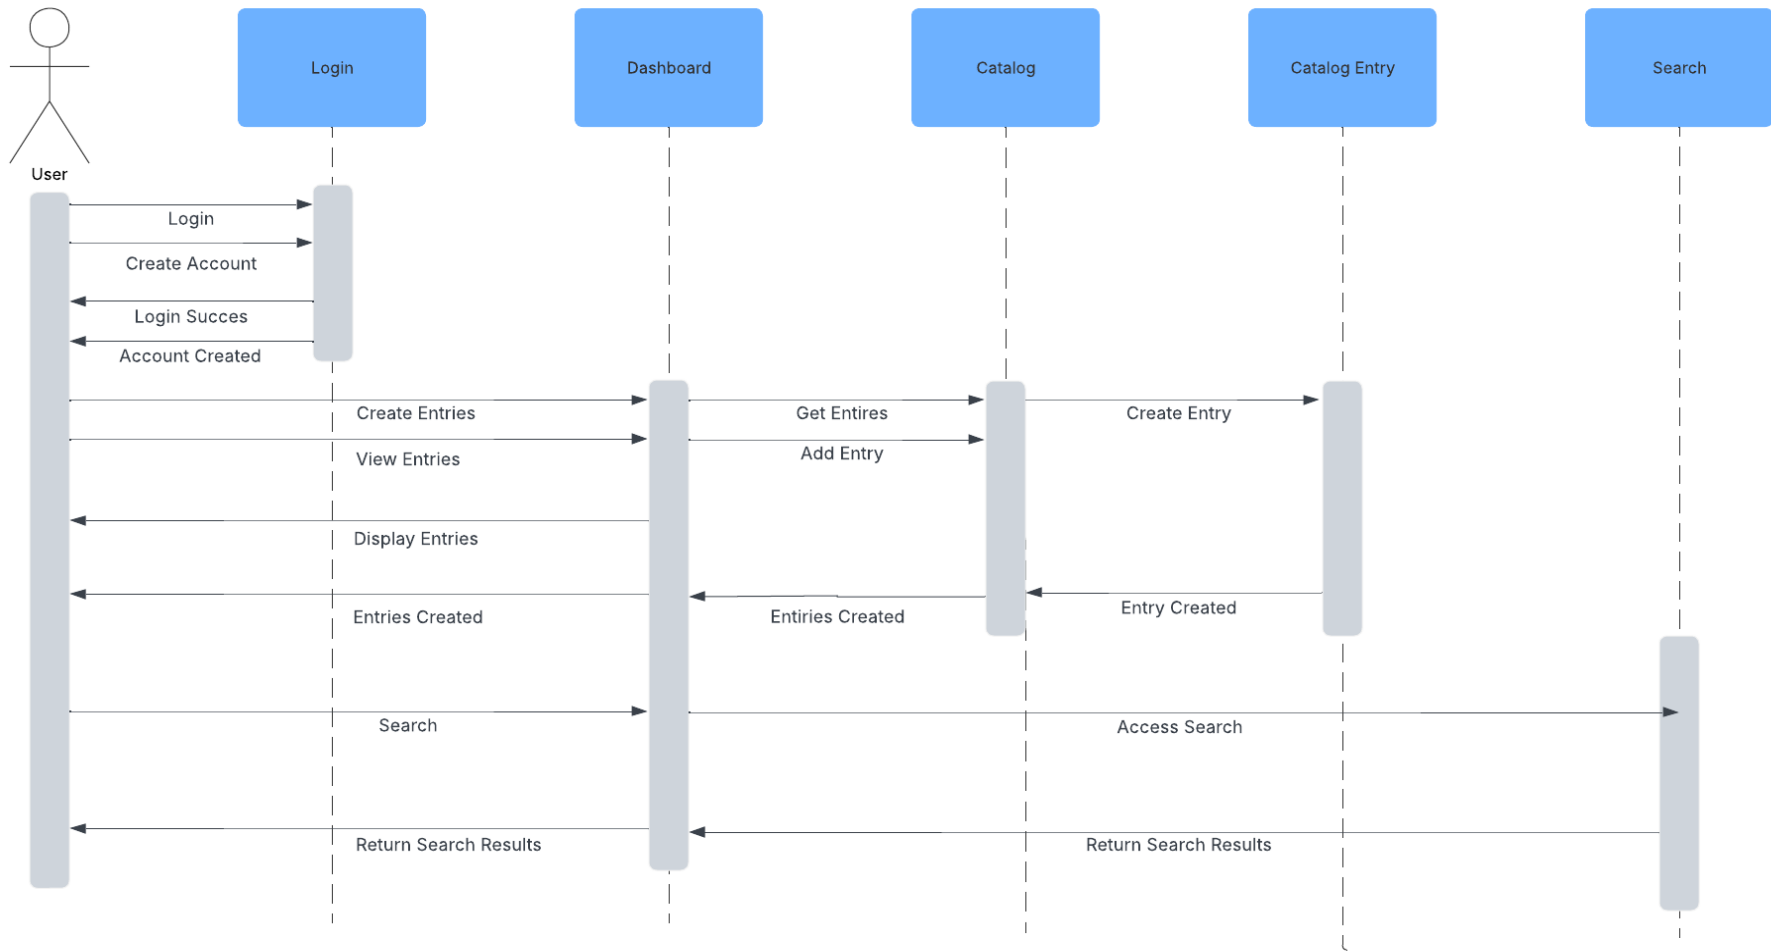 Login
Dashboard
Catalog
Catalog Entry
Search
User
Login
Create Account
Login Succes
Account Created
Create Entries
Get Entires
Create Entry
View Entries
Add Entry
Display Entries
Entries Created
Entiries Created
Entry Created
Search
Access Search
Return Search Results
Return Search Results